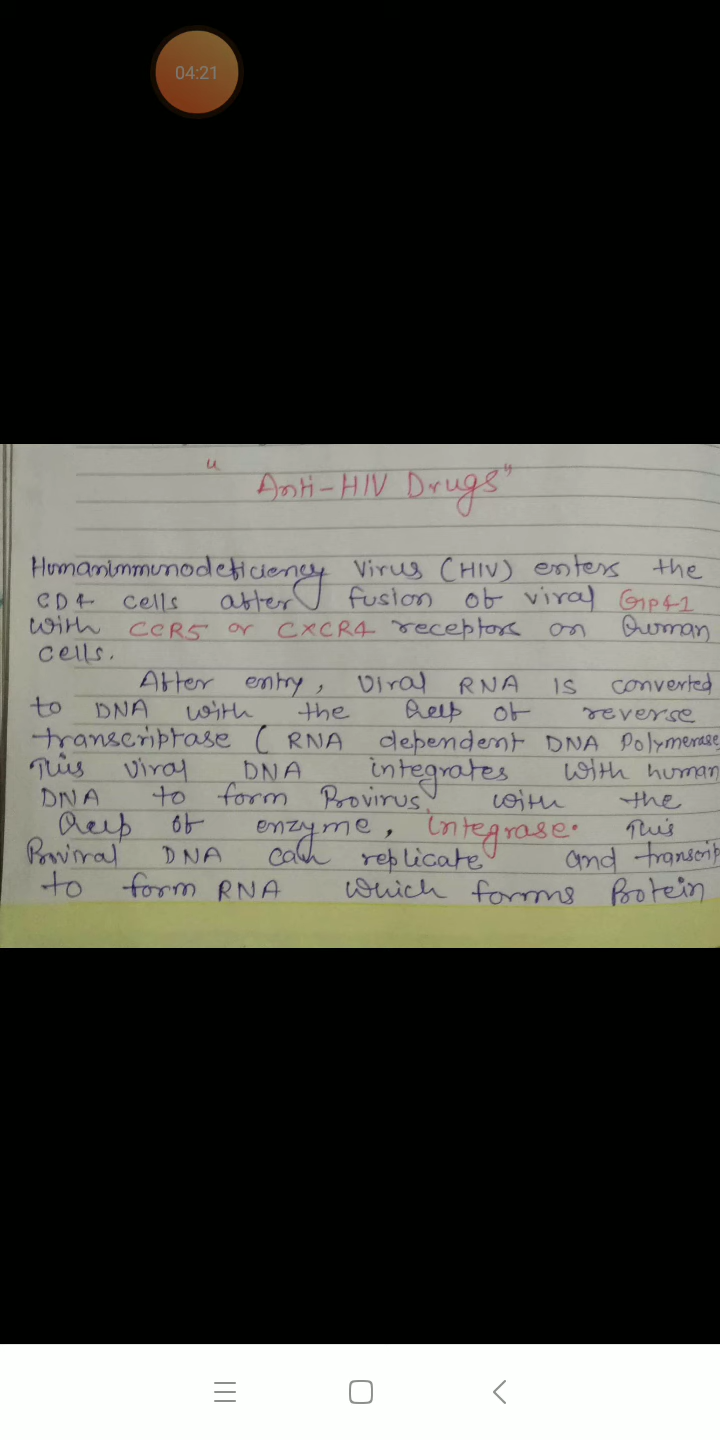 04:21
" Anti-HIV Drugs"
Humanimmunodeficiency Virus (HIV) enters the
CD4 cells after fusion of viral Gp41
with CCR5 or CXCR4 receptors on human
cells.
After entry, Viral RNA is converted
to DNA with the help of reverse
transcriptase ( RNA dependent DNA Polymerase
This viral DNA integrates with human
DNA to form Provirus with the
help of enzyme, integrase. This
Proviral DNA can replicate and transcrip
to form RNA which forms Protein